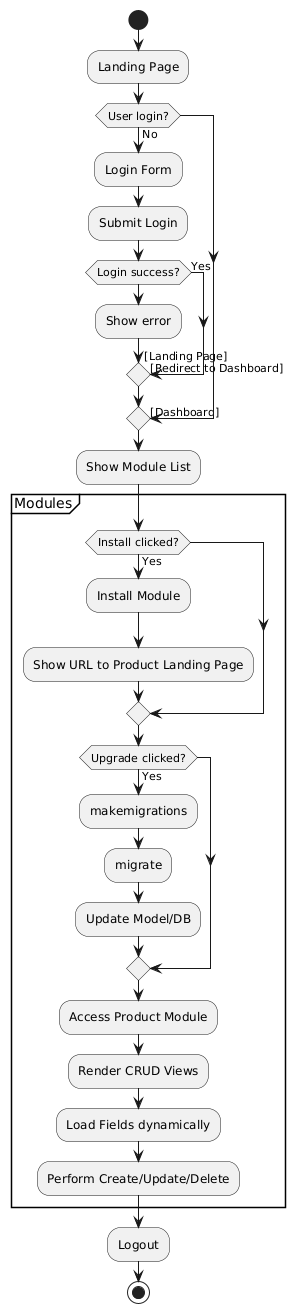 Landing Page
User login?
No
Login Form
Submit Login
Login success?
Yes
Show error
[Landing Page]
[Redirect to Dashboard]
[Dashboard]
Show Module List
Modules
Install clicked?
Yes
Install Module
Show URL to Product Landing Page
Upgrade clicked?
Yes
makemigrations
migrate
Update Model/DB
Access Product Module
Render CRUD Views
Load Fields dynamically
Perform Create/Update/Delete
Logout